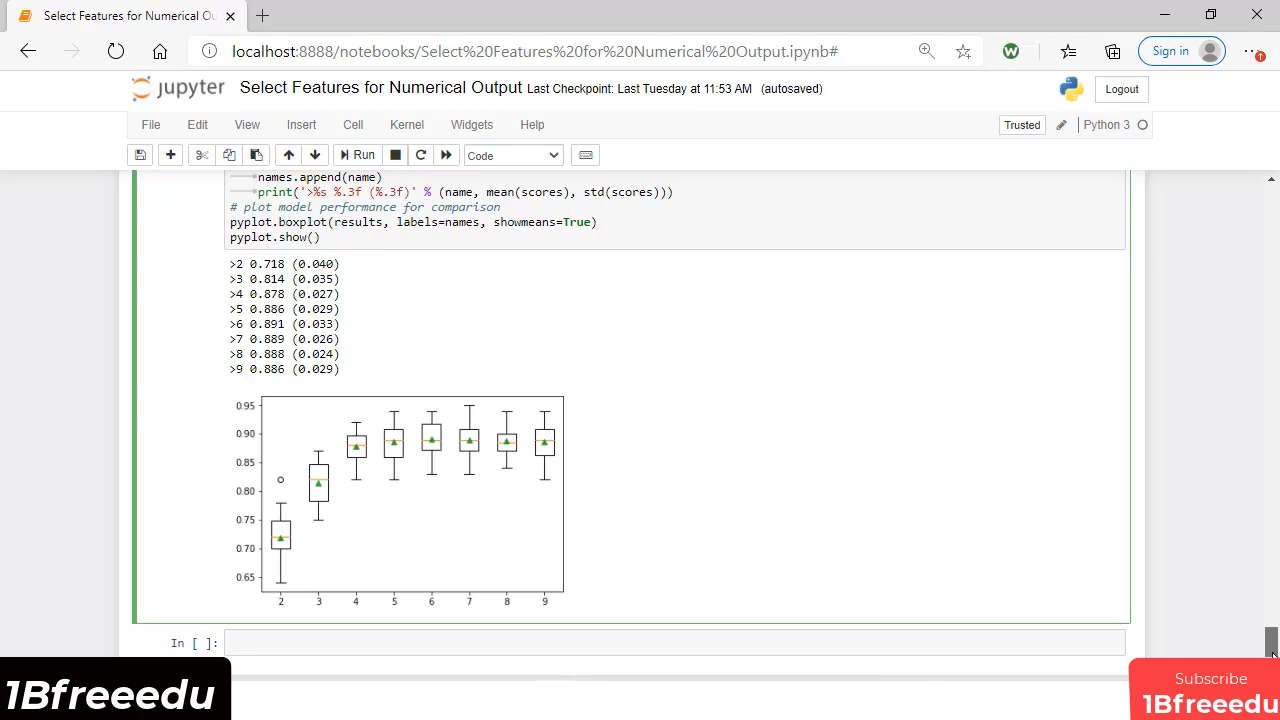 Select Features for Numerical Ou
localhost:8888/notebooks/Select%20Features%20for%20Numerical%20Output.ipynb#
Sign in
jupyter Select Features for Numerical Output Last Checkpoint: Last Tuesday at 11:53 AM (autosaved)
Logout
File Edit View Insert Cell Kernel Widgets Help
Trusted Python 3
Run Code
names.append(name)
print('>%s %.3f (%.3f)' % (name, mean(scores), std(scores)))
# plot model performance for comparison
pyplot.boxplot(results, labels=names, showmeans=True)
pyplot.show()
>2 0.718 (0.040)
>3 0.814 (0.035)
>4 0.878 (0.027)
>5 0.886 (0.029)
>6 0.891 (0.033)
>7 0.889 (0.026)
>8 0.888 (0.024)
>9 0.886 (0.029)
0.95
0.90
0.85
0.80
0.75
0.70
0.65
2 3 4 5 6 7 8 9
In [ ]:
1Bfreeedu
Subscribe
1Bfreedu